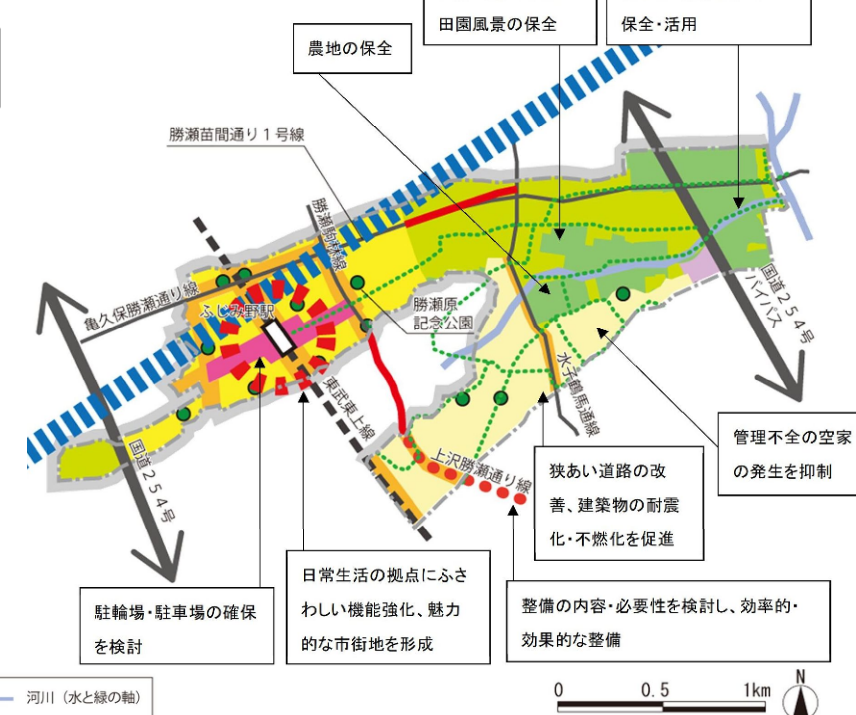 田園風景の保全
保全・活用
農地の保全
勝瀬苗間通り1号線
勝瀬駒林線
亀久保勝瀬通り線
ふじみ野駅
勝瀬原
記念公園
国道254号
バイパス
東武東上線
水子鶴馬通線
国道254号
上沢勝瀬通り線
管理不全の空家
の発生を抑制
狭あい道路の改
善、建築物の耐震
化・不燃化を促進
日常生活の拠点にふさ
わしい機能強化、魅力
的な市街地を形成
駐輪場・駐車場の確保
を検討
整備の内容・必要性を検討し、効率的・
効果的な整備
河川（水と緑の軸）
0 0.5 1km
N